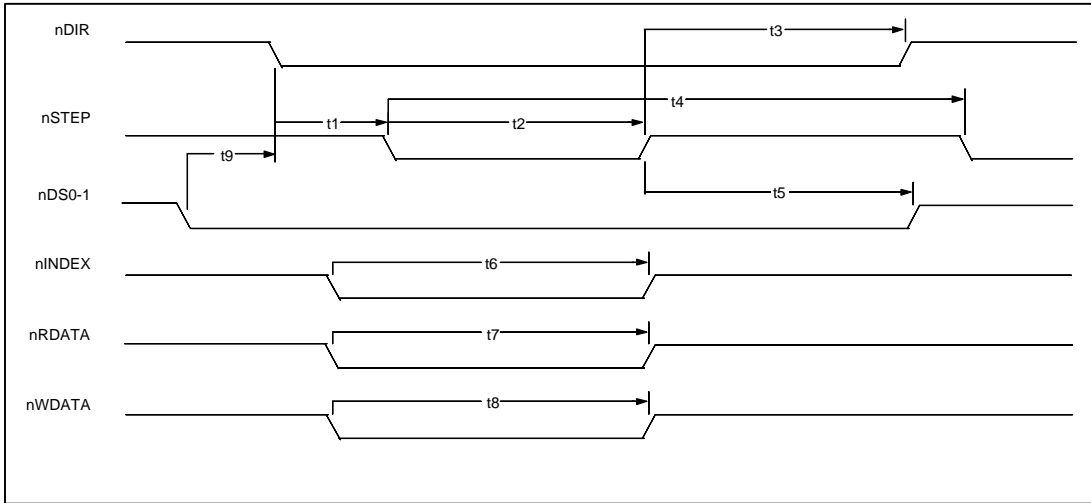 nDIR
t3
nSTEP
t4
t1
t2
t9
nDS0-1
t5
nINDEX
t6
nRDATA
t7
nWDATA
t8